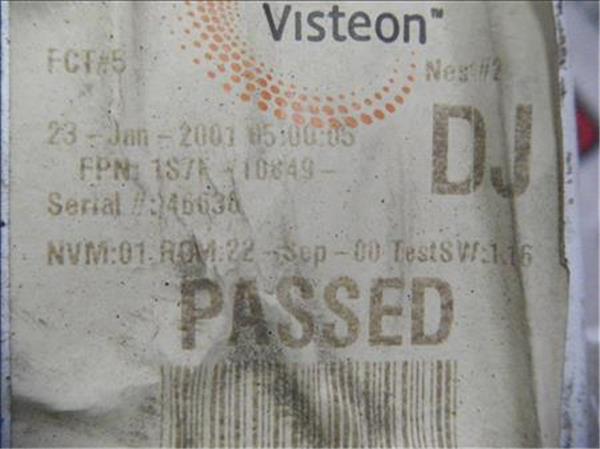 Visteon™
FCT#5 Nest#2
DJ
23-Jan-2001 05:00:05
FPN: 1S7F-10849-
Serial #:
NVM:01 ROM:22-Sep-00 TestSW:1.16
PASSED